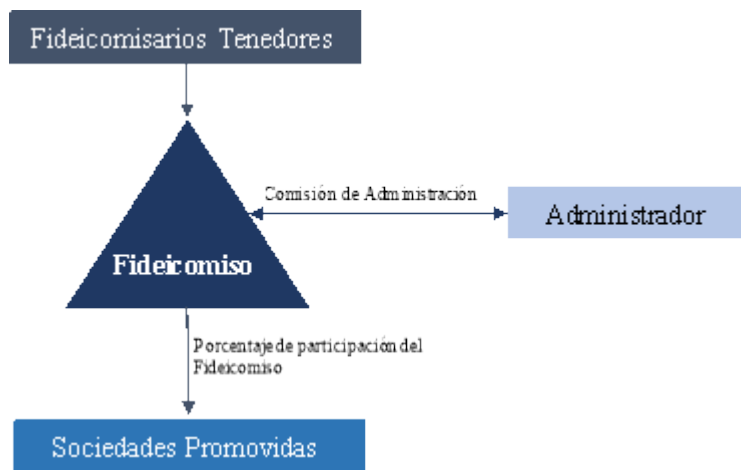 Fideicomisarios Tenedores
Comisión de Administración
Administrador
Fideicomiso
Porcentaje de participación del
Fideicomiso
Sociedades Promovidas